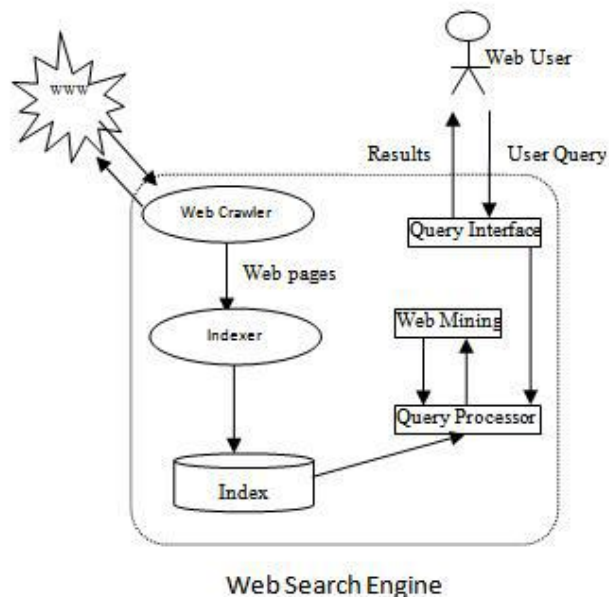 WWW
Web User
Results
User Query
Web Crawler
Query Interface
Web pages
Web Mining
Indexer
Query Processor
Index
Web Search Engine